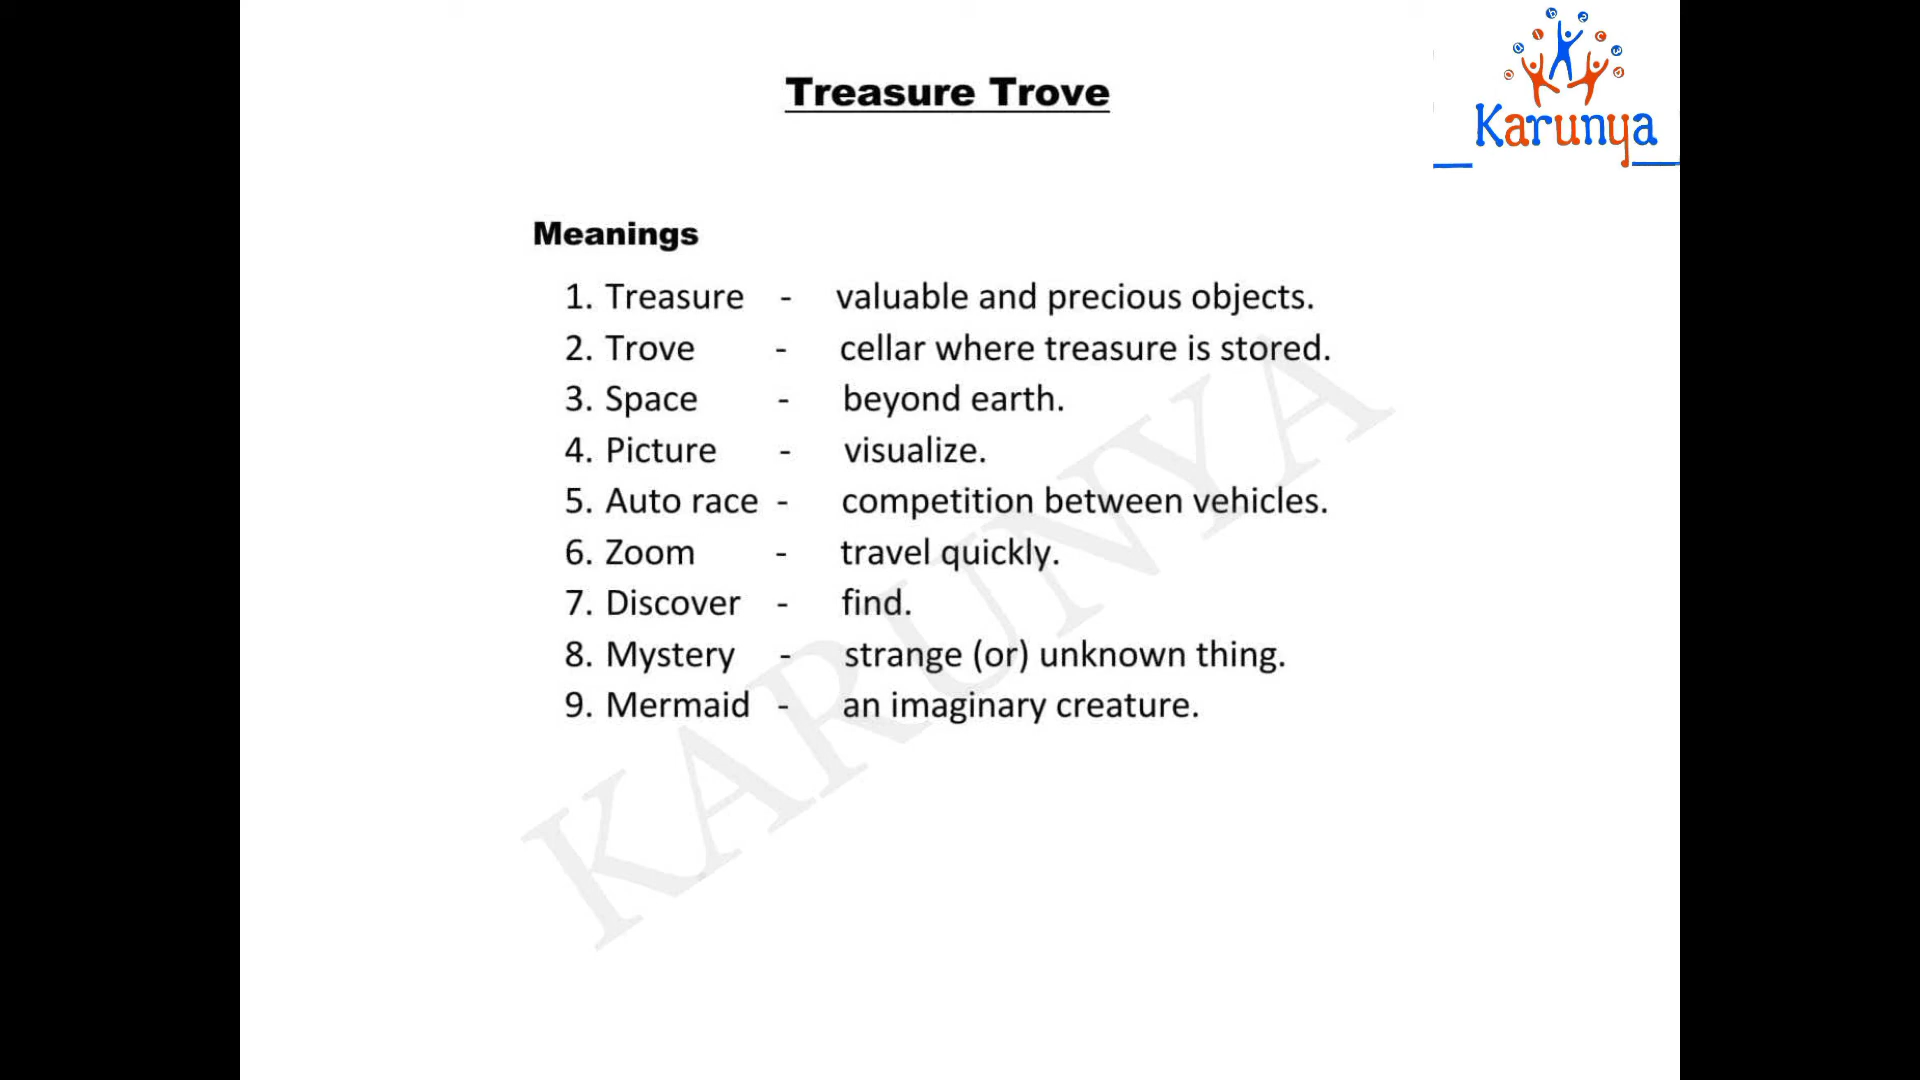 Karunya
Treasure Trove
Meanings
1. Treasure - valuable and precious objects.
2. Trove - cellar where treasure is stored.
3. Space - beyond earth.
4. Picture - visualize.
5. Auto race - competition between vehicles.
6. Zoom - travel quickly.
7. Discover - find.
8. Mystery - strange (or) unknown thing.
9. Mermaid - an imaginary creature.
KARUNYA